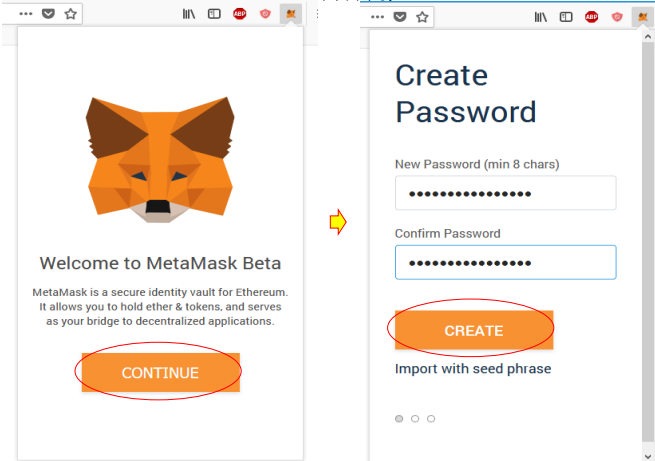 ABP
Welcome to MetaMask Beta
MetaMask is a secure identity vault for Ethereum.
It allows you to hold ether & tokens, and serves
as your bridge to decentralized applications.
CONTINUE
ABP
Create
Password
New Password (min 8 chars)
••••••••••••••••
Confirm Password
••••••••••••••••
CREATE
Import with seed phrase